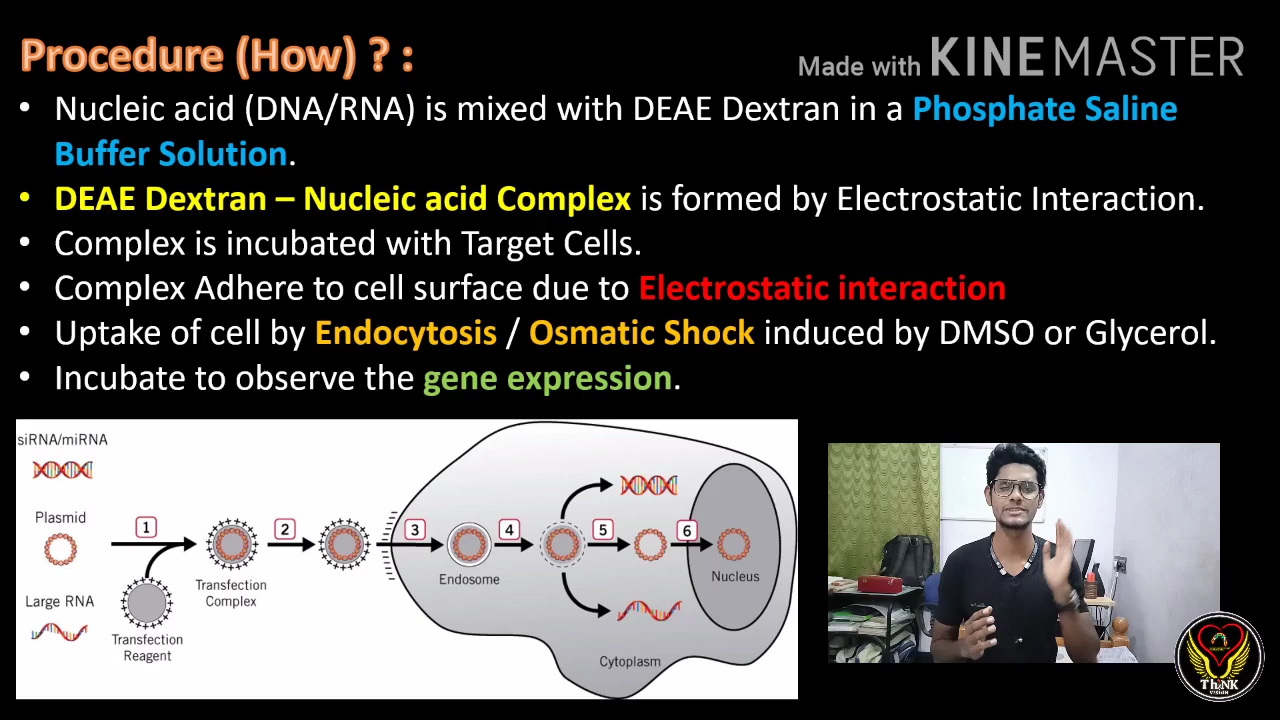 Procedure (How) ? :
Made with KINEMASTER
• Nucleic acid (DNA/RNA) is mixed with DEAE Dextran in a Phosphate Saline
Buffer Solution.
• DEAE Dextran – Nucleic acid Complex is formed by Electrostatic Interaction.
• Complex is incubated with Target Cells.
• Complex Adhere to cell surface due to Electrostatic interaction
• Uptake of cell by Endocytosis / Osmatic Shock induced by DMSO or Glycerol.
• Incubate to observe the gene expression.
siRNA/miRNA
Plasmid
Large RNA
1
Transfection
Reagent
Transfection
Complex
2
3
Endosome
4
5
6
Nucleus
Cytoplasm
ThiNK
VISION